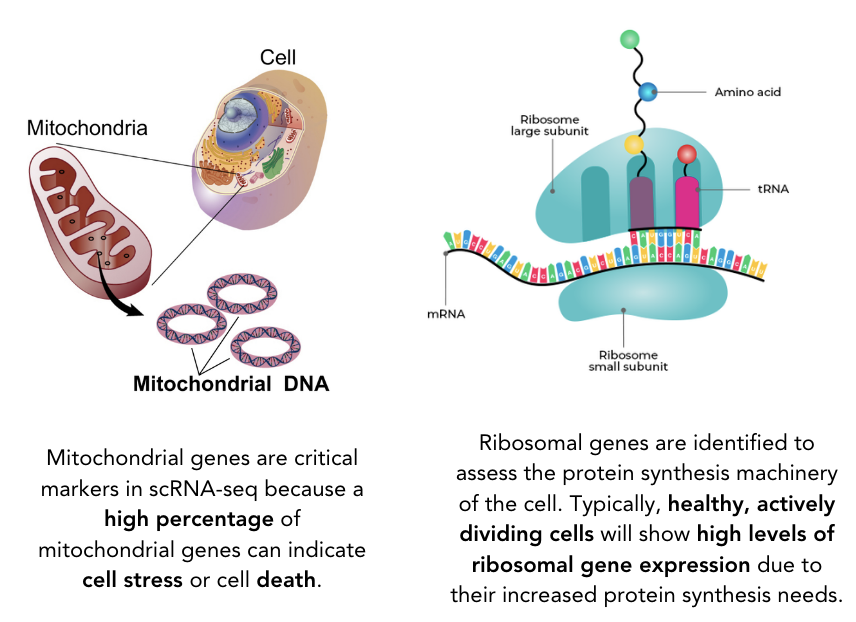 Cell
Mitochondria
Mitochondrial DNA
Amino acid
Ribosome
large subunit
tRNA
mRNA
Ribosome
small subunit
Mitochondrial genes are critical
markers in scRNA-seq because a
high percentage of
mitochondrial genes can indicate
cell stress or cell death.
Ribosomal genes are identified to
assess the protein synthesis machinery
of the cell. Typically, healthy, actively
dividing cells will show high levels of
ribosomal gene expression due to
their increased protein synthesis needs.